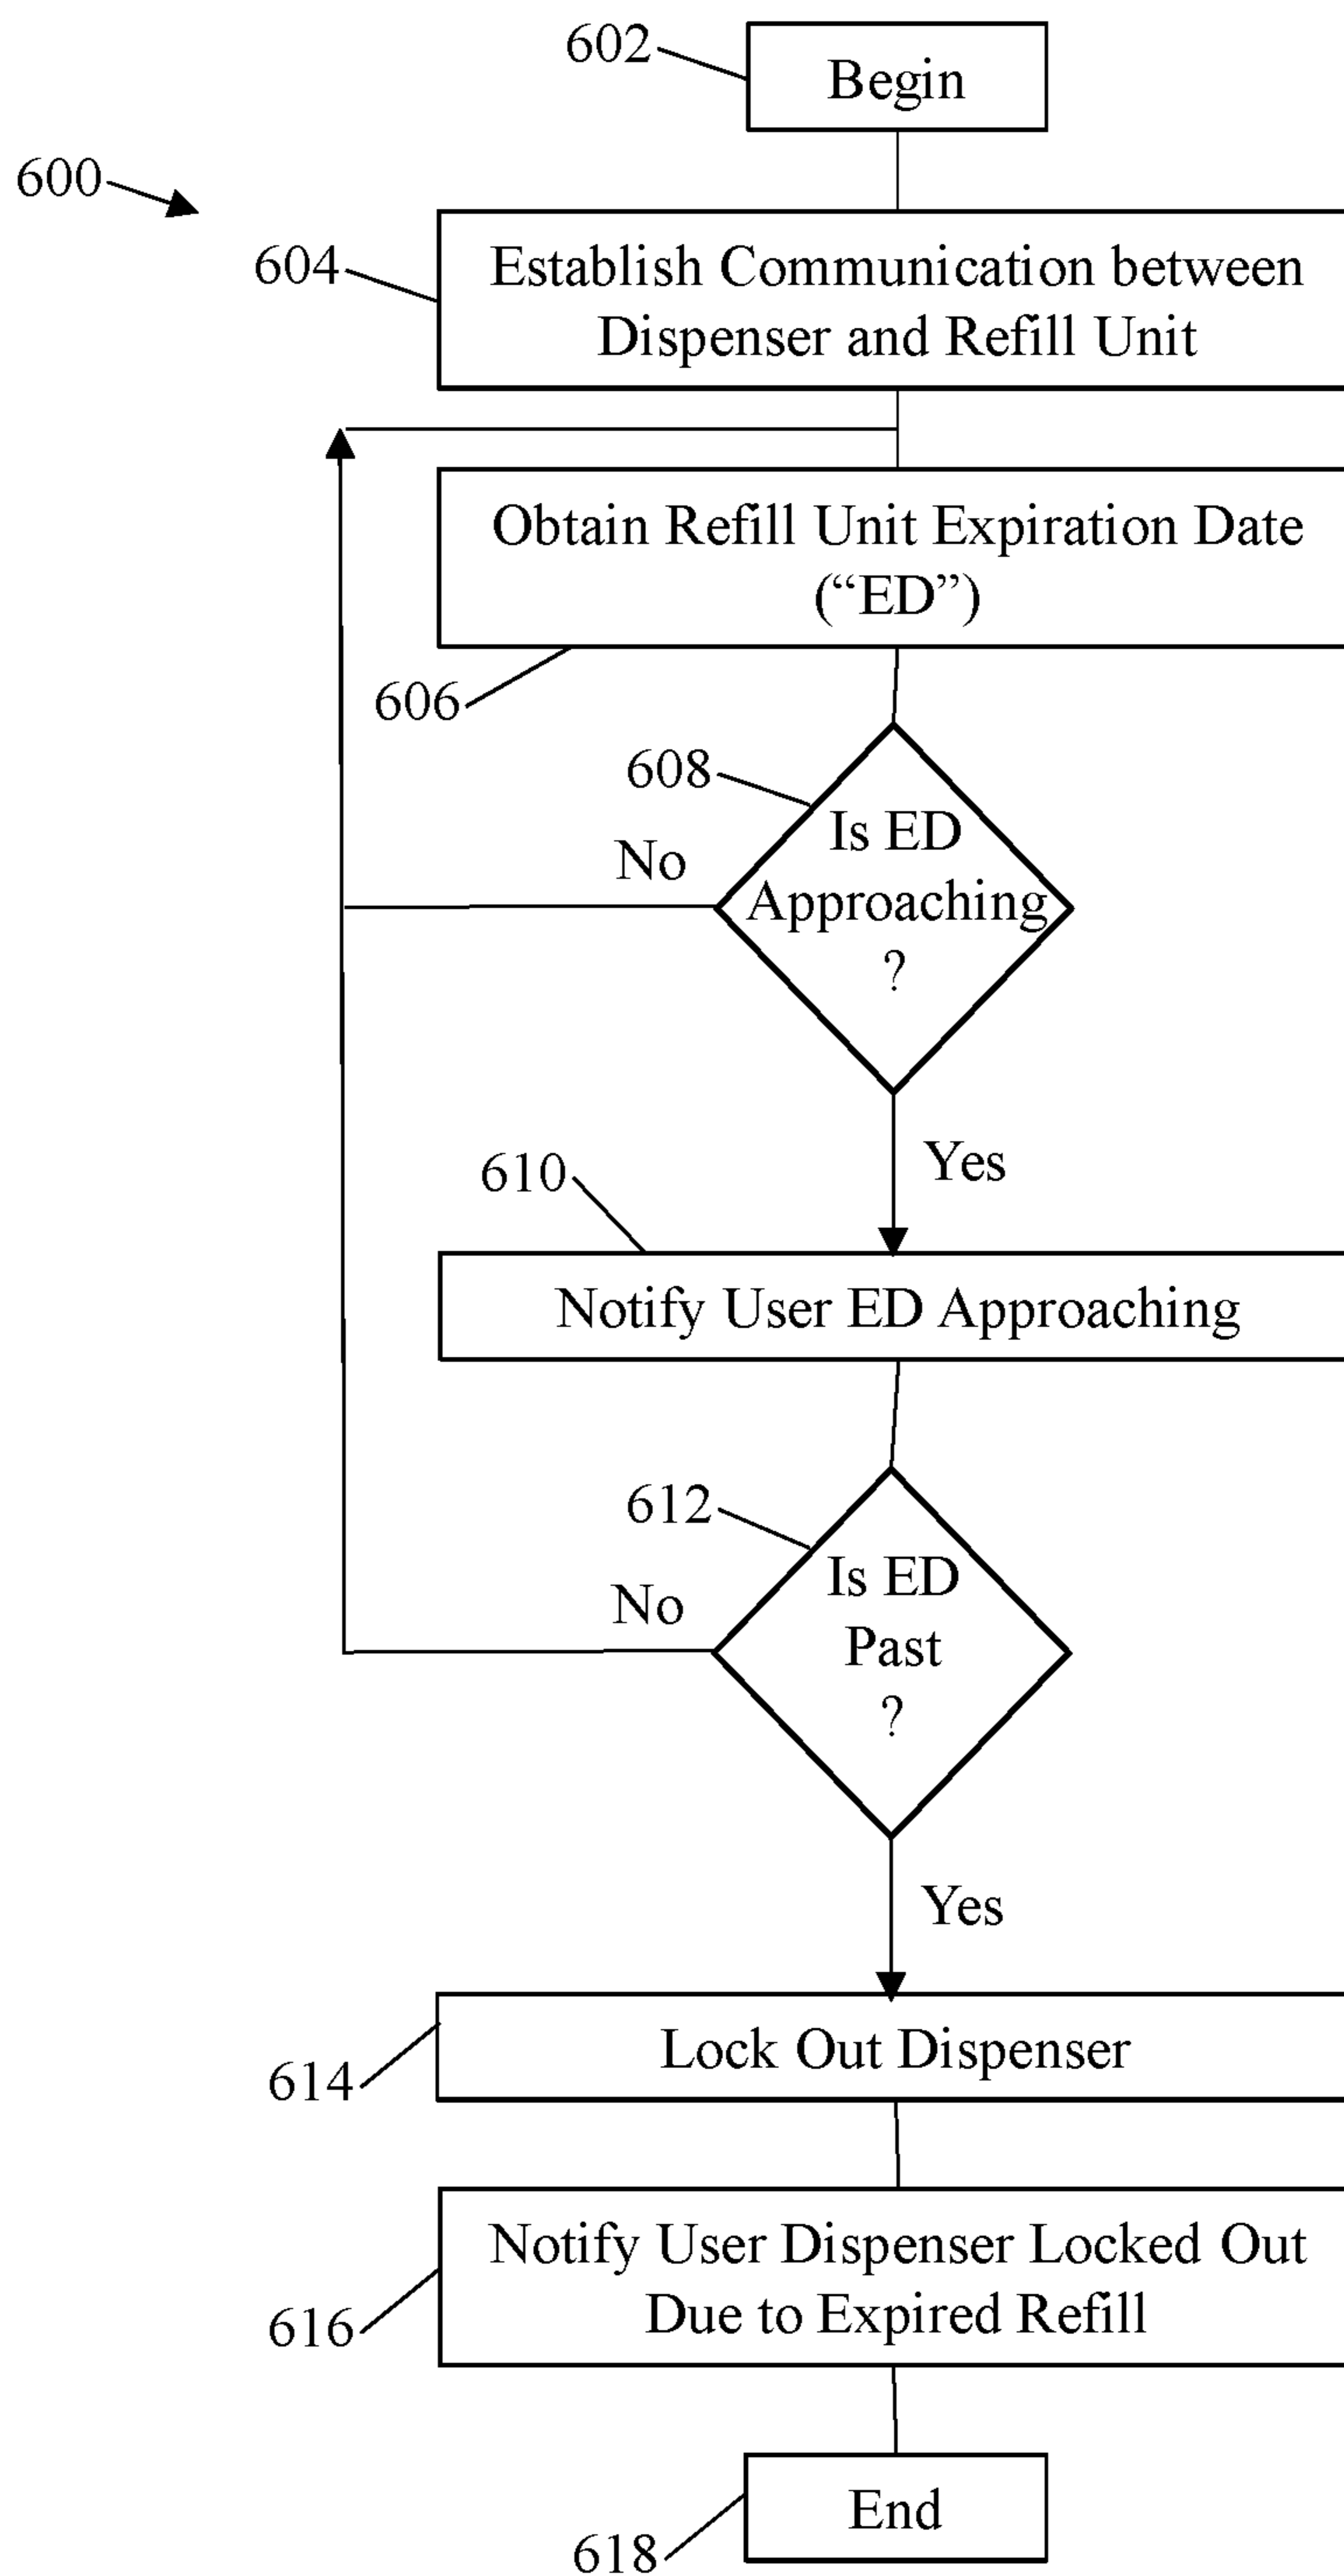 602
Begin
600
604
Establish Communication between
Dispenser and Refill Unit
Obtain Refill Unit Expiration Date
(“ED”)
606
608
Is ED
Approaching
?
No
Yes
610
Notify User ED Approaching
612
Is ED
Past
?
No
Yes
Lock Out Dispenser
614
Notify User Dispenser Locked Out
Due to Expired Refill
616
End
618